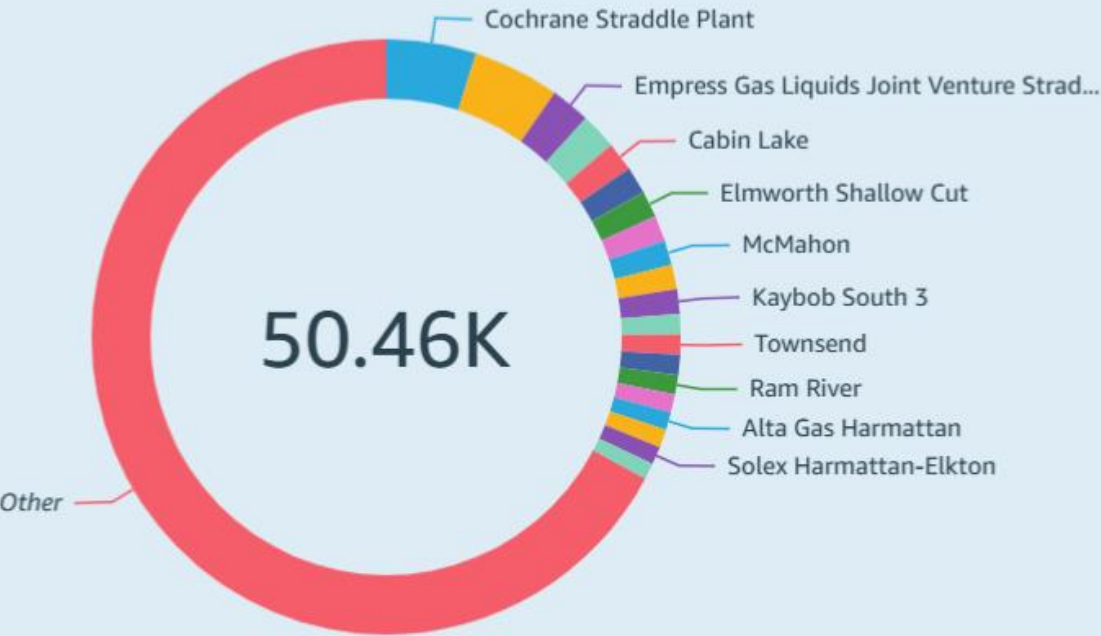 Cochrane Straddle Plant
Empress Gas Liquids Joint Venture Strad...
Cabin Lake
Elmworth Shallow Cut
McMahon
Kaybob South 3
50.46K
Townsend
Ram River
Alta Gas Harmattan
Solex Harmattan-Elkton
Other